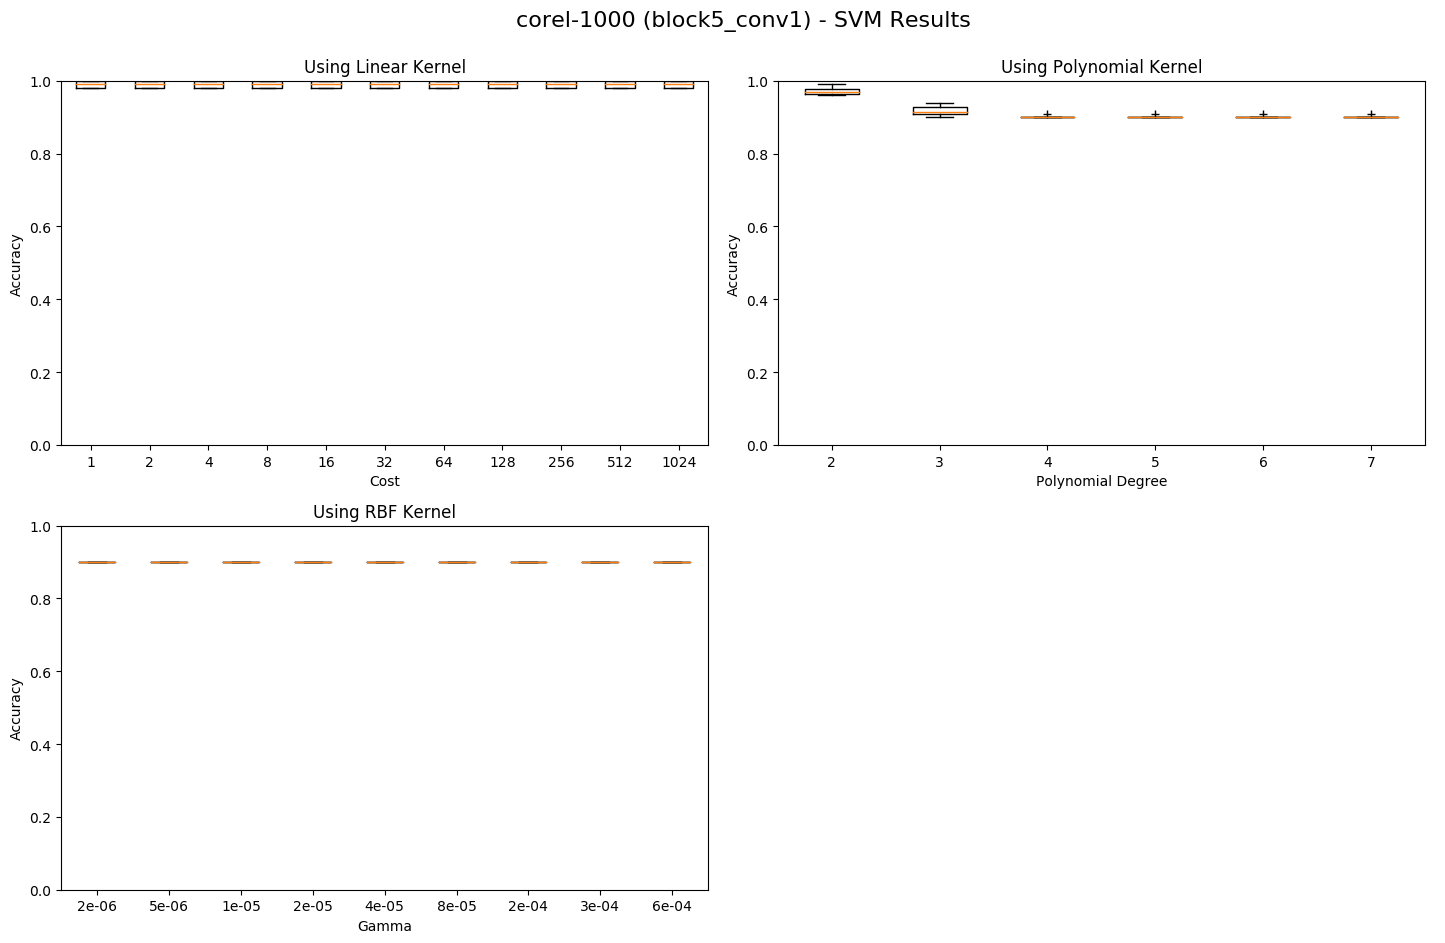 corel-1000 (block5_conv1) - SVM Results
Using Linear Kernel
1.0
0.8
0.6
0.4
0.2
0.0
Accuracy
1 2 4 8 16 32 64 128 256 512 1024
Cost
Using Polynomial Kernel
1.0
0.8
0.6
0.4
0.2
0.0
Accuracy
2 3 4 5 6 7
Polynomial Degree
Using RBF Kernel
1.0
0.8
0.6
0.4
0.2
0.0
Accuracy
2e-06 5e-06 1e-05 2e-05 4e-05 8e-05 2e-04 3e-04 6e-04
Gamma